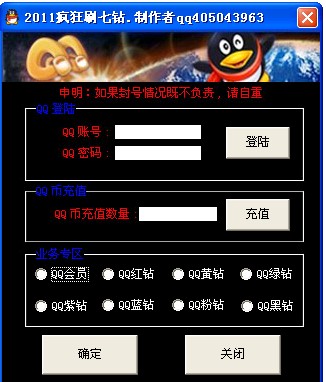 2011疯狂刷七钻.制作者qq405043963
申明：如果封号情况既不负责，请自重
QQ 登陆
QQ 账号：
QQ 密码：
登陆
QQ 币充值
QQ 币充值数量：
充值
业务专区
QQ会员 QQ红钻 QQ黄钻 QQ绿钻
QQ紫钻 QQ蓝钻 QQ粉钻 QQ黑钻
确定 关闭